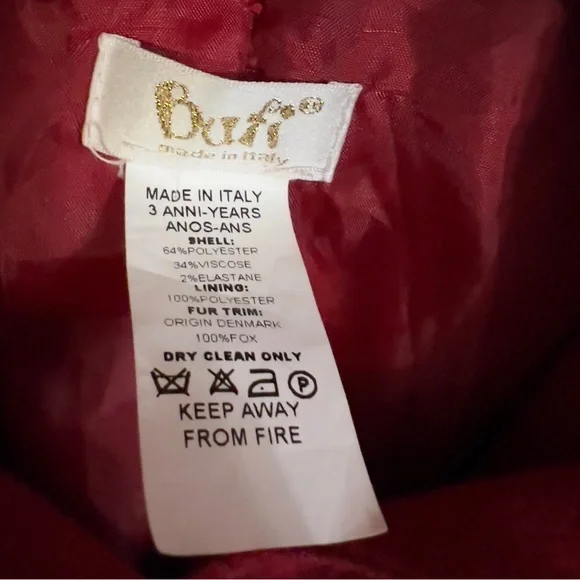 made in italy
MADE IN ITALY
3 ANNI-YEARS
ANOS-ANS
SHELL:
64%POLYESTER
34%VISCOSE
2%ELASTANE
LINING:
100%POLYESTER
FUR TRIM:
ORIGIN DENMARK
100%FOX
DRY CLEAN ONLY
P
KEEP AWAY
FROM FIRE